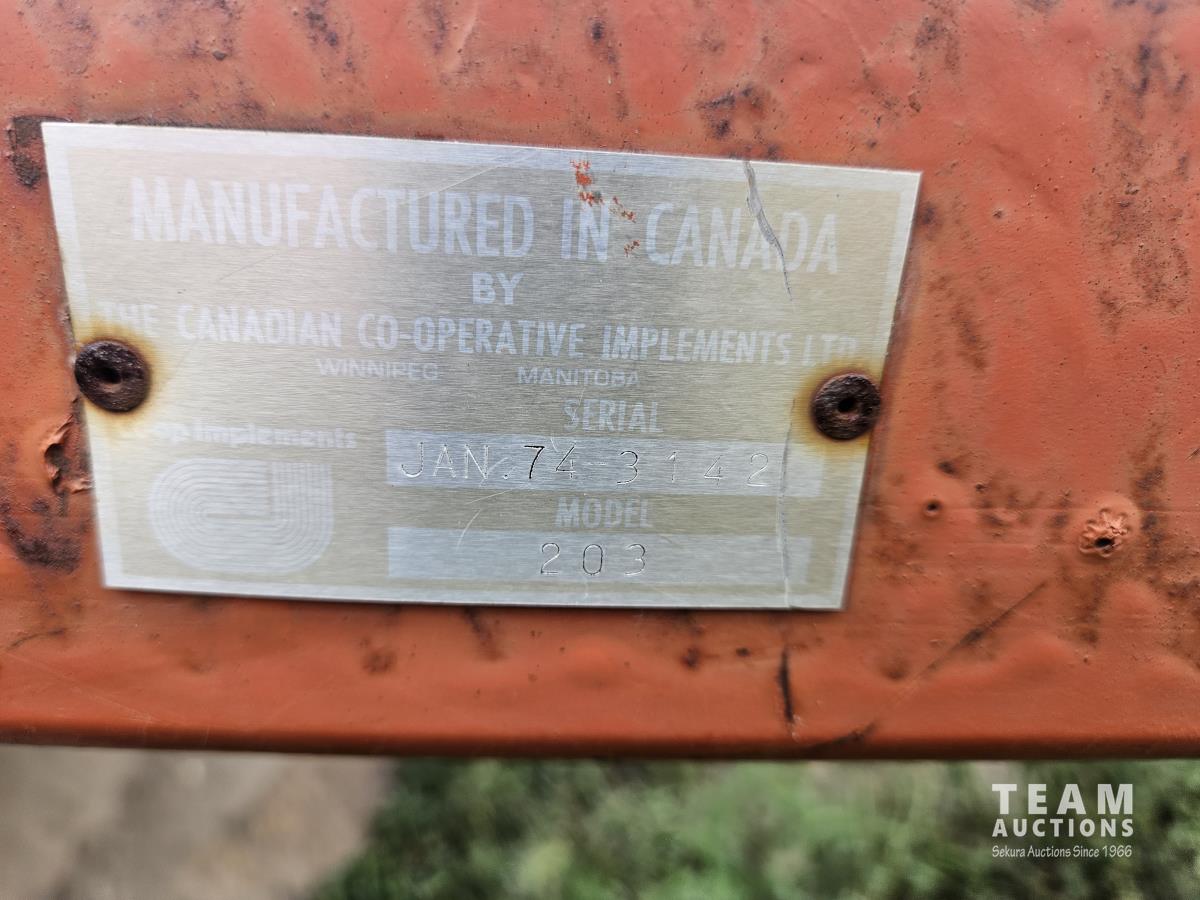 MANUFACTURED IN CANADA
BY
THE CANADIAN CO-OPERATIVE IMPLEMENTS LTD
WINNIPEG MANITOBA
SERIAL
implements
JAN.74-3142
MODEL
203
TEAM
AUCTIONS
Sekura Auctions Since 1966